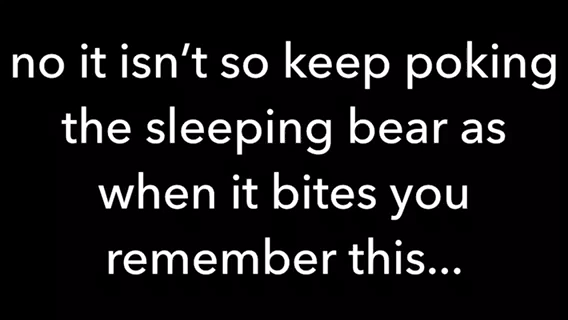 no it isn’t so keep poking
the sleeping bear as
when it bites you
remember this...